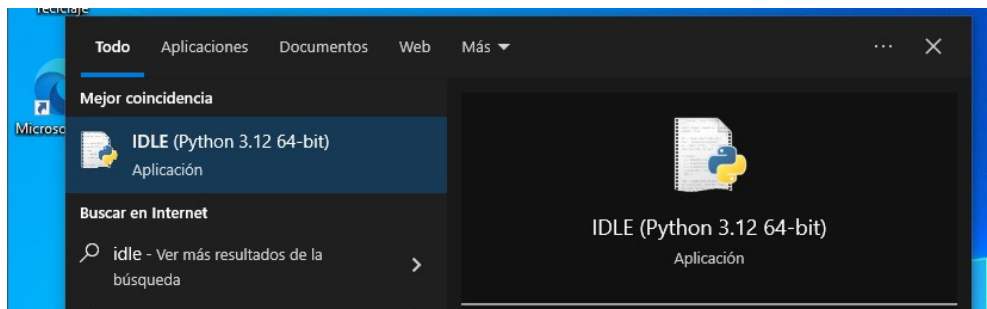 Todo Aplicaciones Documentos Web Más
Mejor coincidencia
IDLE (Python 3.12 64-bit)
Aplicación
Buscar en Internet
idle - Ver más resultados de la
búsqueda
IDLE (Python 3.12 64-bit)
Aplicación